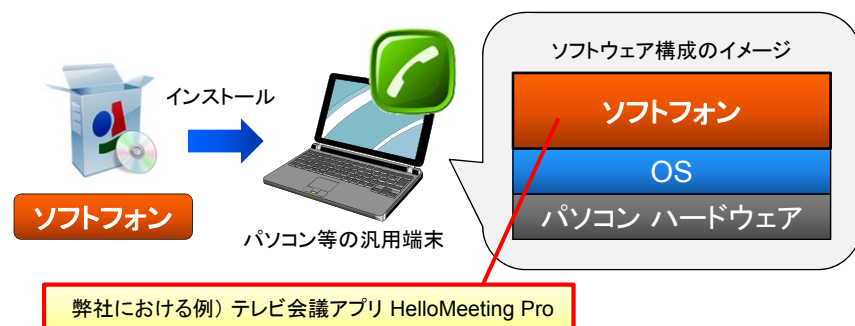 ソフトウェア構成のイメージ
インストール
ソフトフォン
OS
パソコン ハードウェア
ソフトフォン
パソコン等の汎用端末
弊社における例） テレビ会議アプリ HelloMeeting Pro